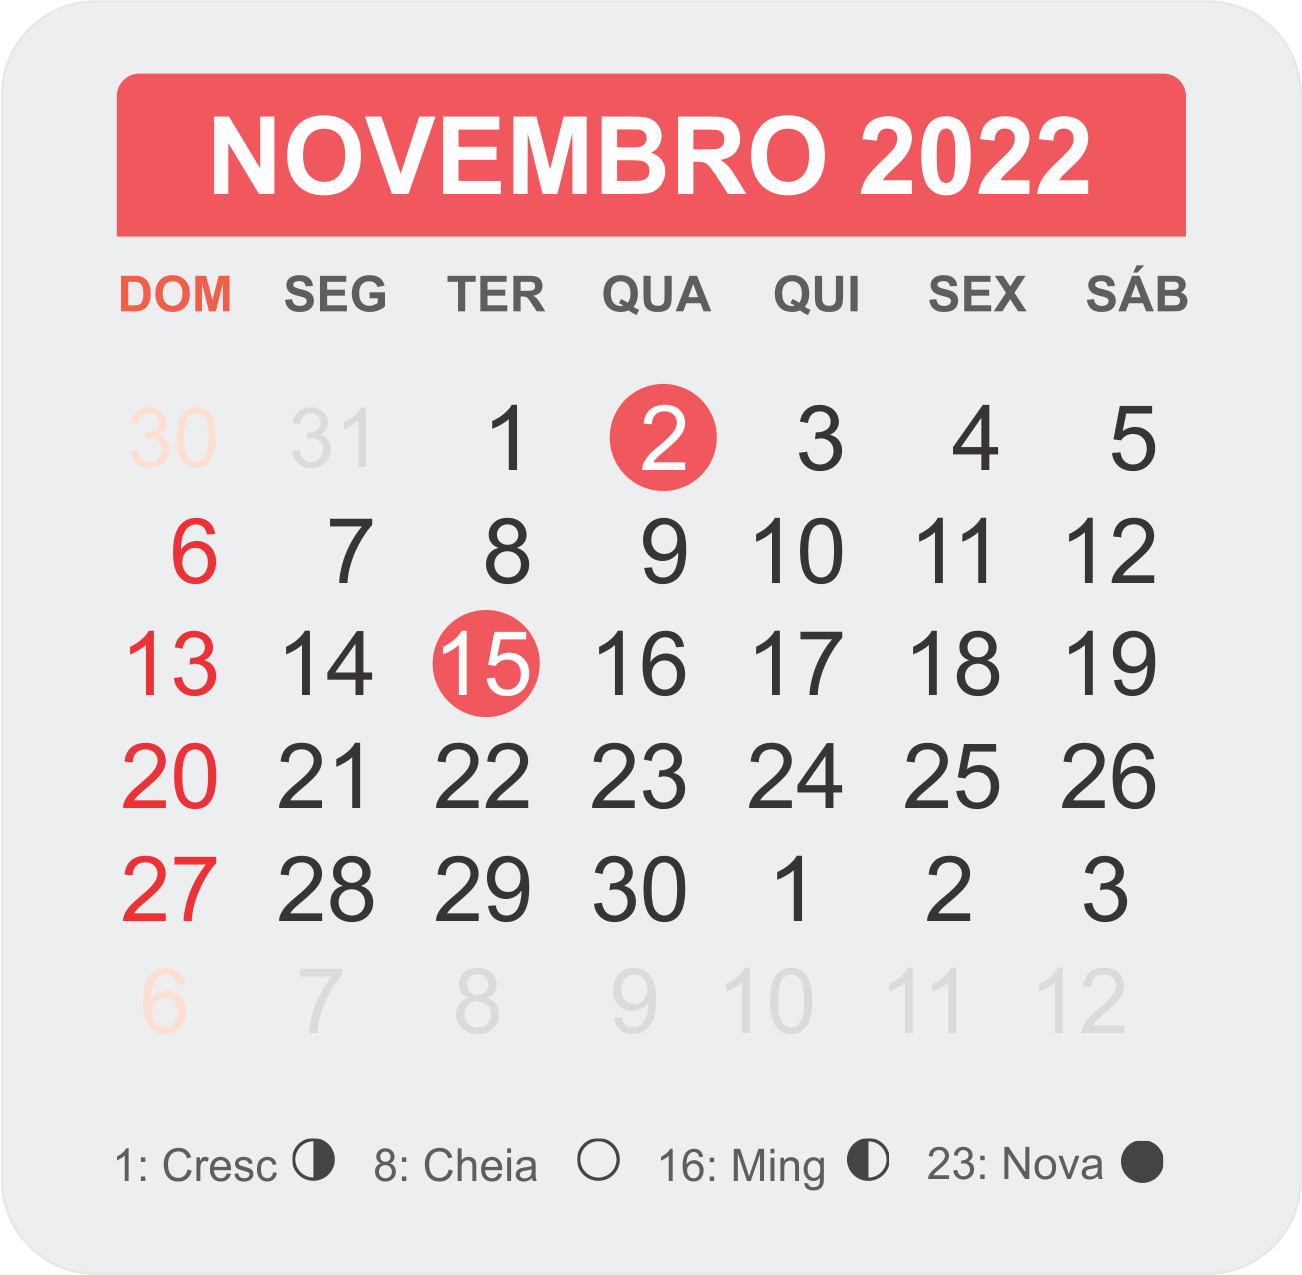 NOVEMBRO 2022
DOM SEG TER QUA QUI SEX SÁB
30 31 1 2 3 4 5
6 7 8 9 10 11 12
13 14 15 16 17 18 19
20 21 22 23 24 25 26
27 28 29 30 1 2 3
6 7 8 9 10 11 12
1: Cresc 8: Cheia 16: Ming 23: Nova